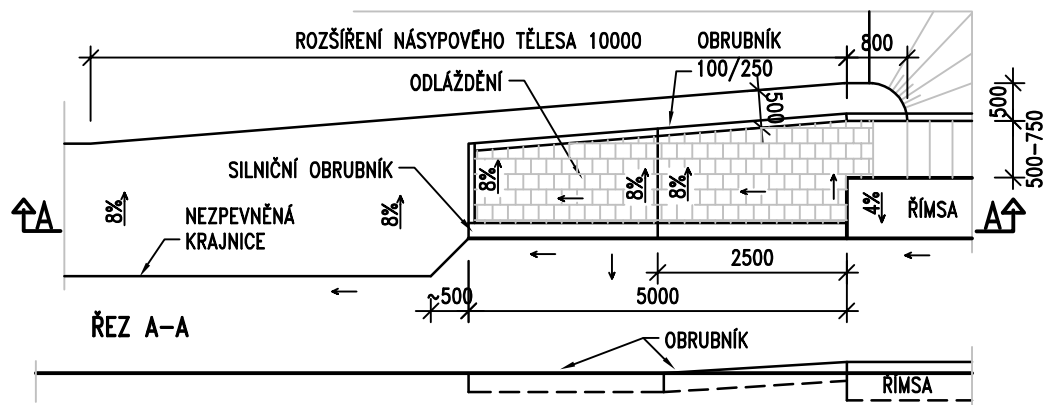 ROZŠÍŘENÍ NÁSYPOVÉHO TĚLESA 10000
OBRUBNÍK
100/250
800
ODLÁŽDĚNÍ
500
500
500-750
SILNIČNÍ OBRUBNÍK
8%
8%
8%
8%
8%
4%
ŘÍMSA
A
A
NEZPEVNĚNÁ
KRAJNICE
2500
~500
5000
ŘEZ A-A
OBRUBNÍK
ŘÍMSA